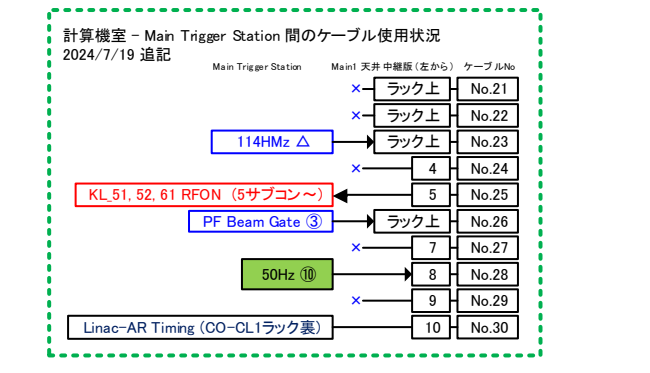 計算機室 - Main Trigger Station 間のケーブル使用状況
2024/7/19 追記
Main Trigger Station Main1 天井 中継版（左から） ケーブルNo
× ラック上 No.21
× ラック上 No.22
114HMz △ ラック上 No.23
× 4 No.24
KL_51, 52, 61 RFON（5サブコン～） 5 No.25
PF Beam Gate ③ ラック上 No.26
× 7 No.27
50Hz ⑩ 8 No.28
× 9 No.29
Linac-AR Timing（CO-CL1ラック裏） 10 No.30